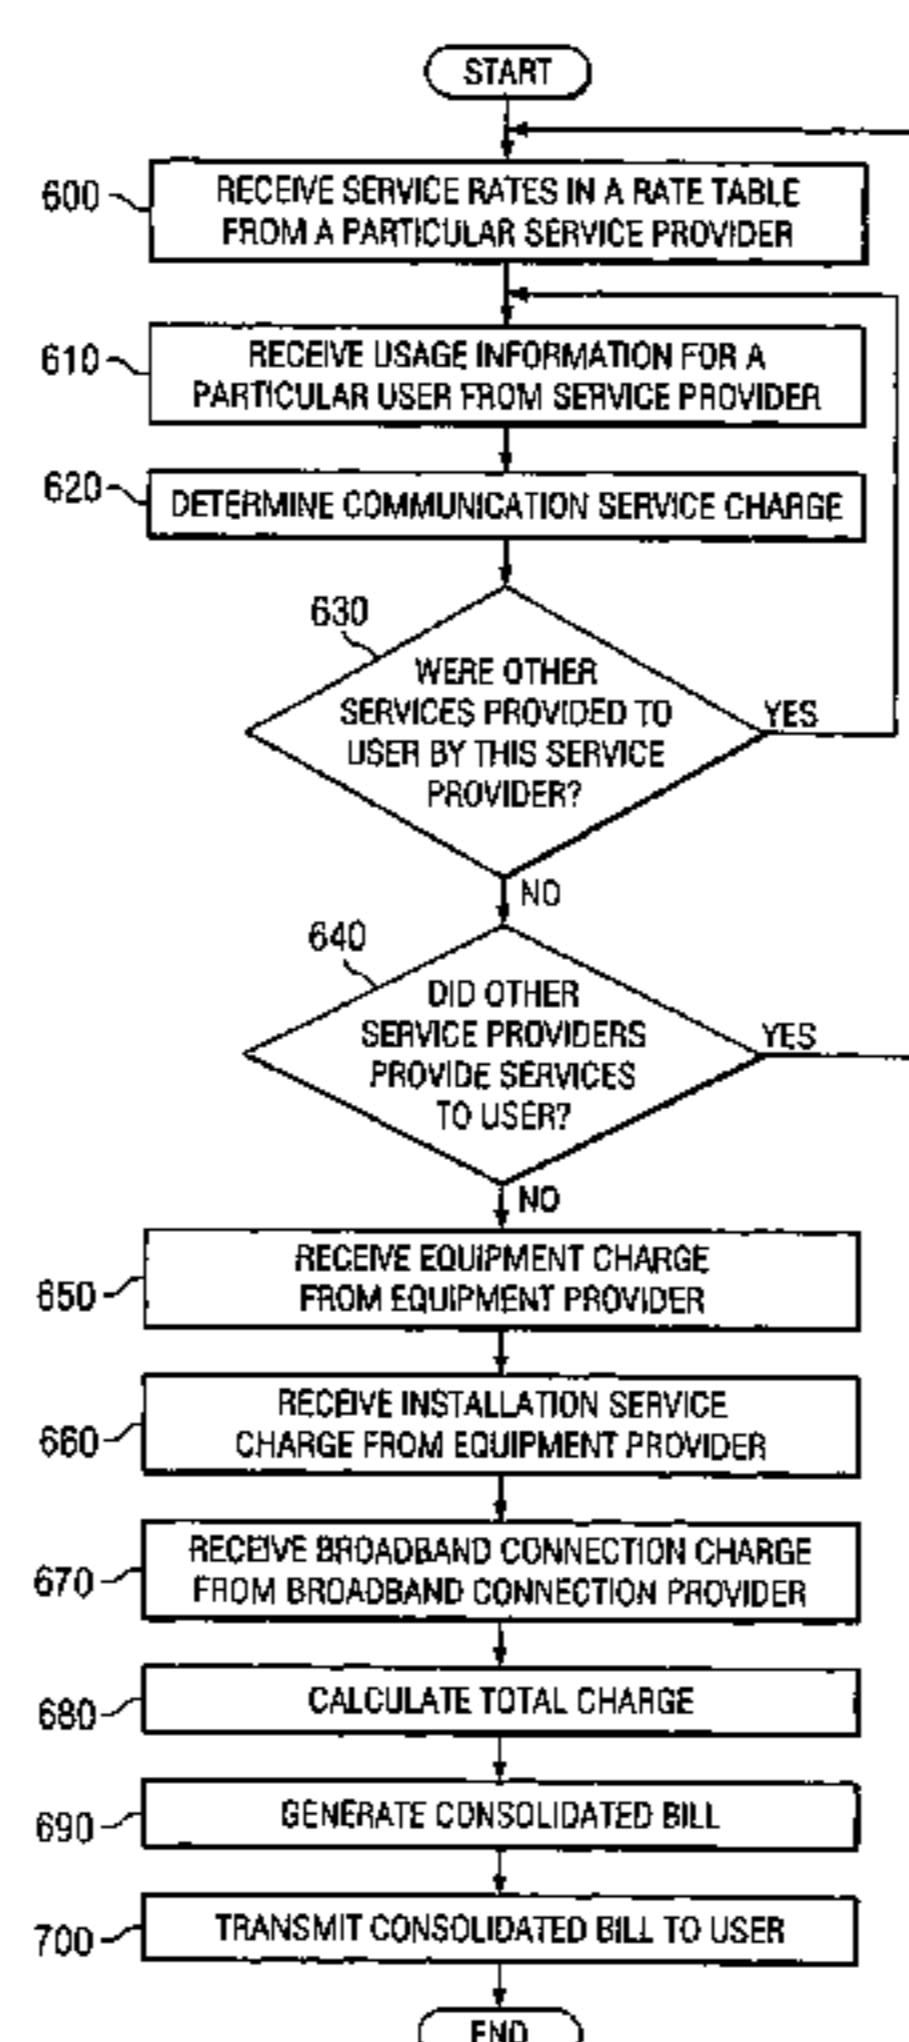 START
600
RECEIVE SERVICE RATES IN A RATE TABLE
FROM A PARTICULAR SERVICE PROVIDER
610
RECEIVE USAGE INFORMATION FOR A
PARTICULAR USER FROM SERVICE PROVIDER
620
DETERMINE COMMUNICATION SERVICE CHARGE
630
WERE OTHER
SERVICES PROVIDED TO
USER BY THIS SERVICE
PROVIDER?
YES
NO
640
DID OTHER
SERVICE PROVIDERS
PROVIDE SERVICES
TO USER?
YES
NO
650
RECEIVE EQUIPMENT CHARGE
FROM EQUIPMENT PROVIDER
660
RECEIVE INSTALLATION SERVICE
CHARGE FROM EQUIPMENT PROVIDER
670
RECEIVE BROADBAND CONNECTION CHARGE
FROM BROADBAND CONNECTION PROVIDER
680
CALCULATE TOTAL CHARGE
690
GENERATE CONSOLIDATED BILL
700
TRANSMIT CONSOLIDATED BILL TO USER
END